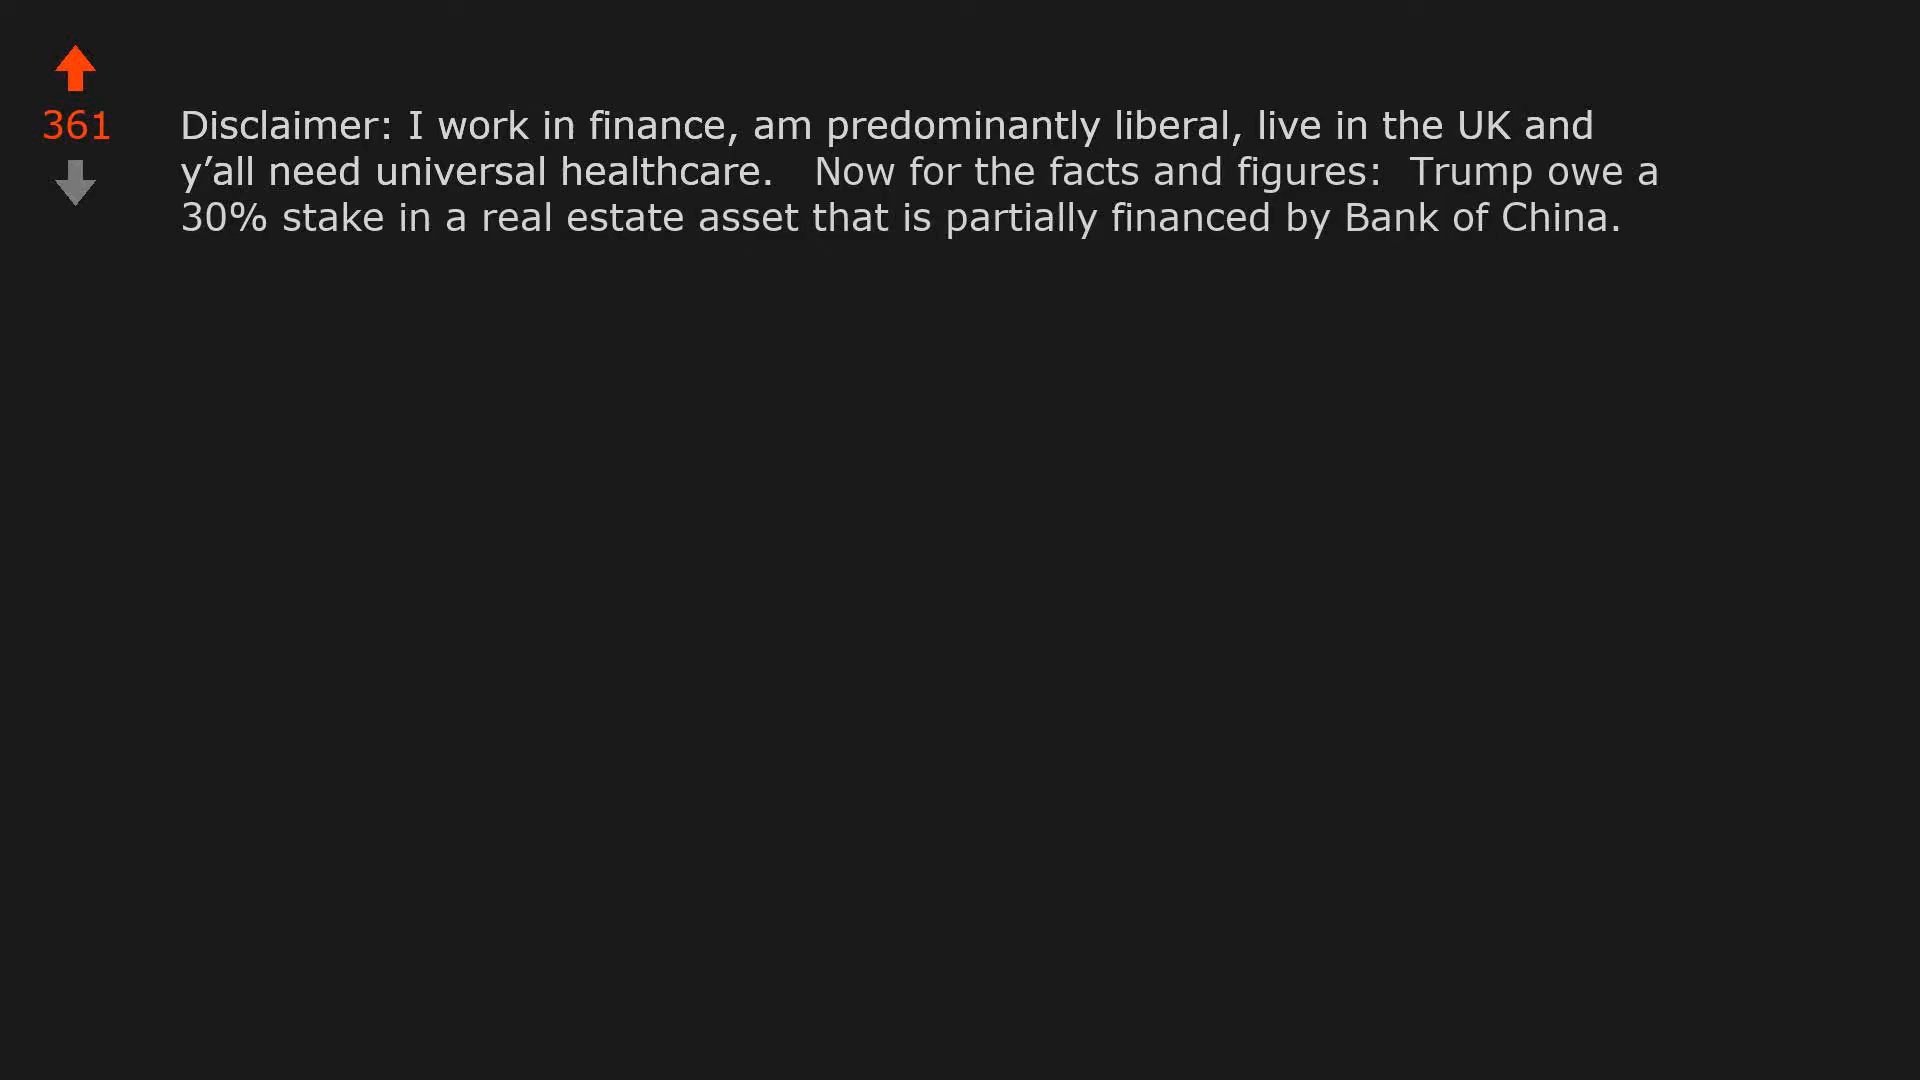 361
Disclaimer: I work in finance, am predominantly liberal, live in the UK and
y’all need universal healthcare.   Now for the facts and figures:  Trump owe a
30% stake in a real estate asset that is partially financed by Bank of China.